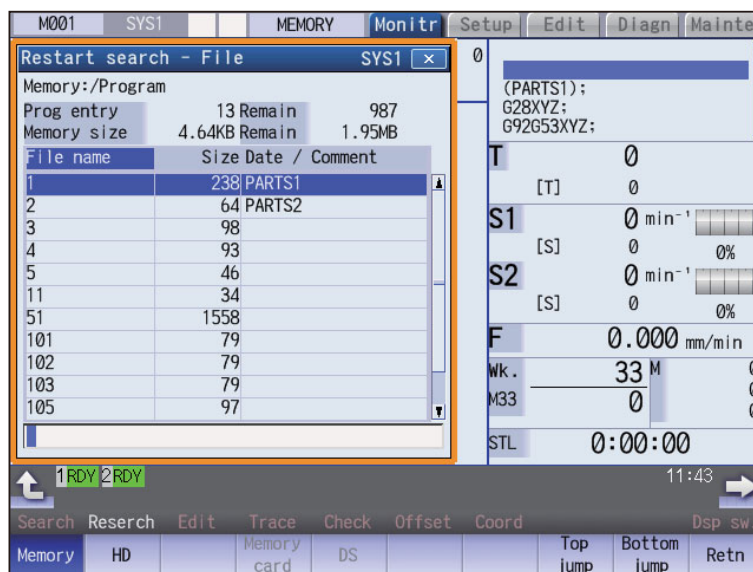 M001 SYS1 MEMORY Monitr Setup Edit Diagn Mainte
Restart search - File SYS1 ×
Memory:/Program
Prog entry 13 Remain 987
Memory size 4.64KB Remain 1.95MB
File name Size Date / Comment
1 238 PARTS1
2 64 PARTS2
3 98
4 93
5 46
11 34
51 1558
101 79
102 79
103 79
105 97
0
(PARTS1);
G28XYZ;
G92G53XYZ;
T 0
[T] 0
S1 0 min⁻¹
[S] 0 0%
S2 0 min⁻¹
[S] 0 0%
F 0.000 mm/min
Wk. 33 M
M33 0
STL 0:00:00
1 RDY 2 RDY 11:43
Search Reserch Edit Trace Check Offset Coord Dsp sw
Memory HD Memory card DS Top jump Bottom jump Retn